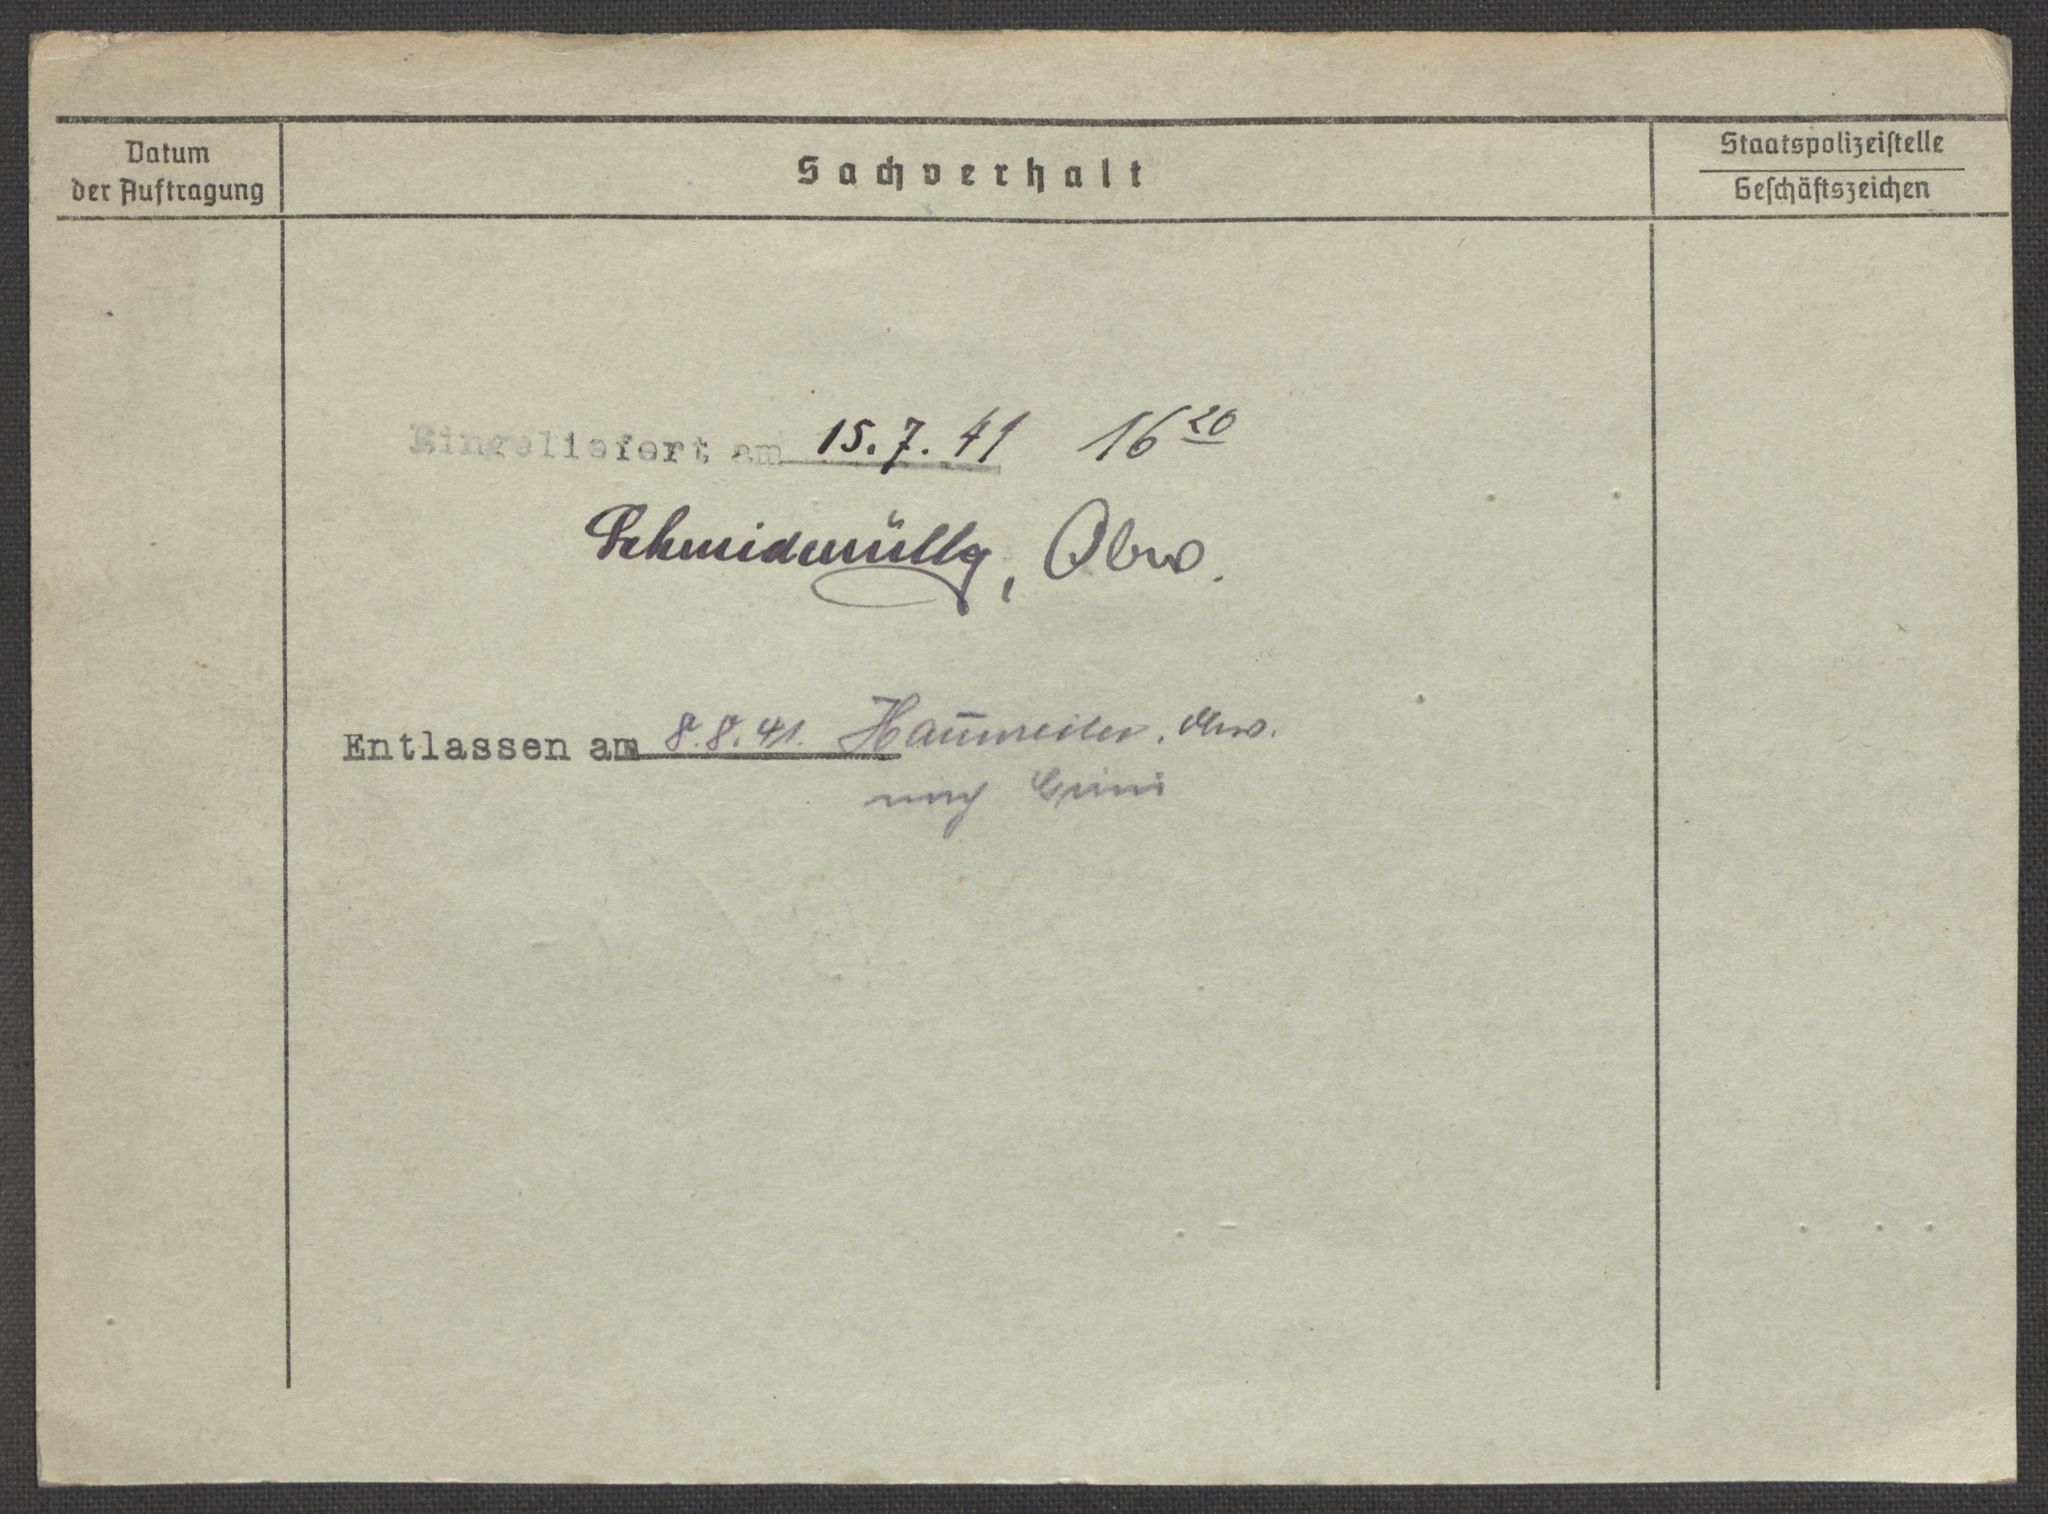 Datum
der Auftragung
Sachverhalt
Staatspolizeistelle
Geschäftszeichen
Eingeliefert am 15.7.41 16 20
Schmidmüller, Obw.
Entlassen am 8.8.41. Obw.
nach